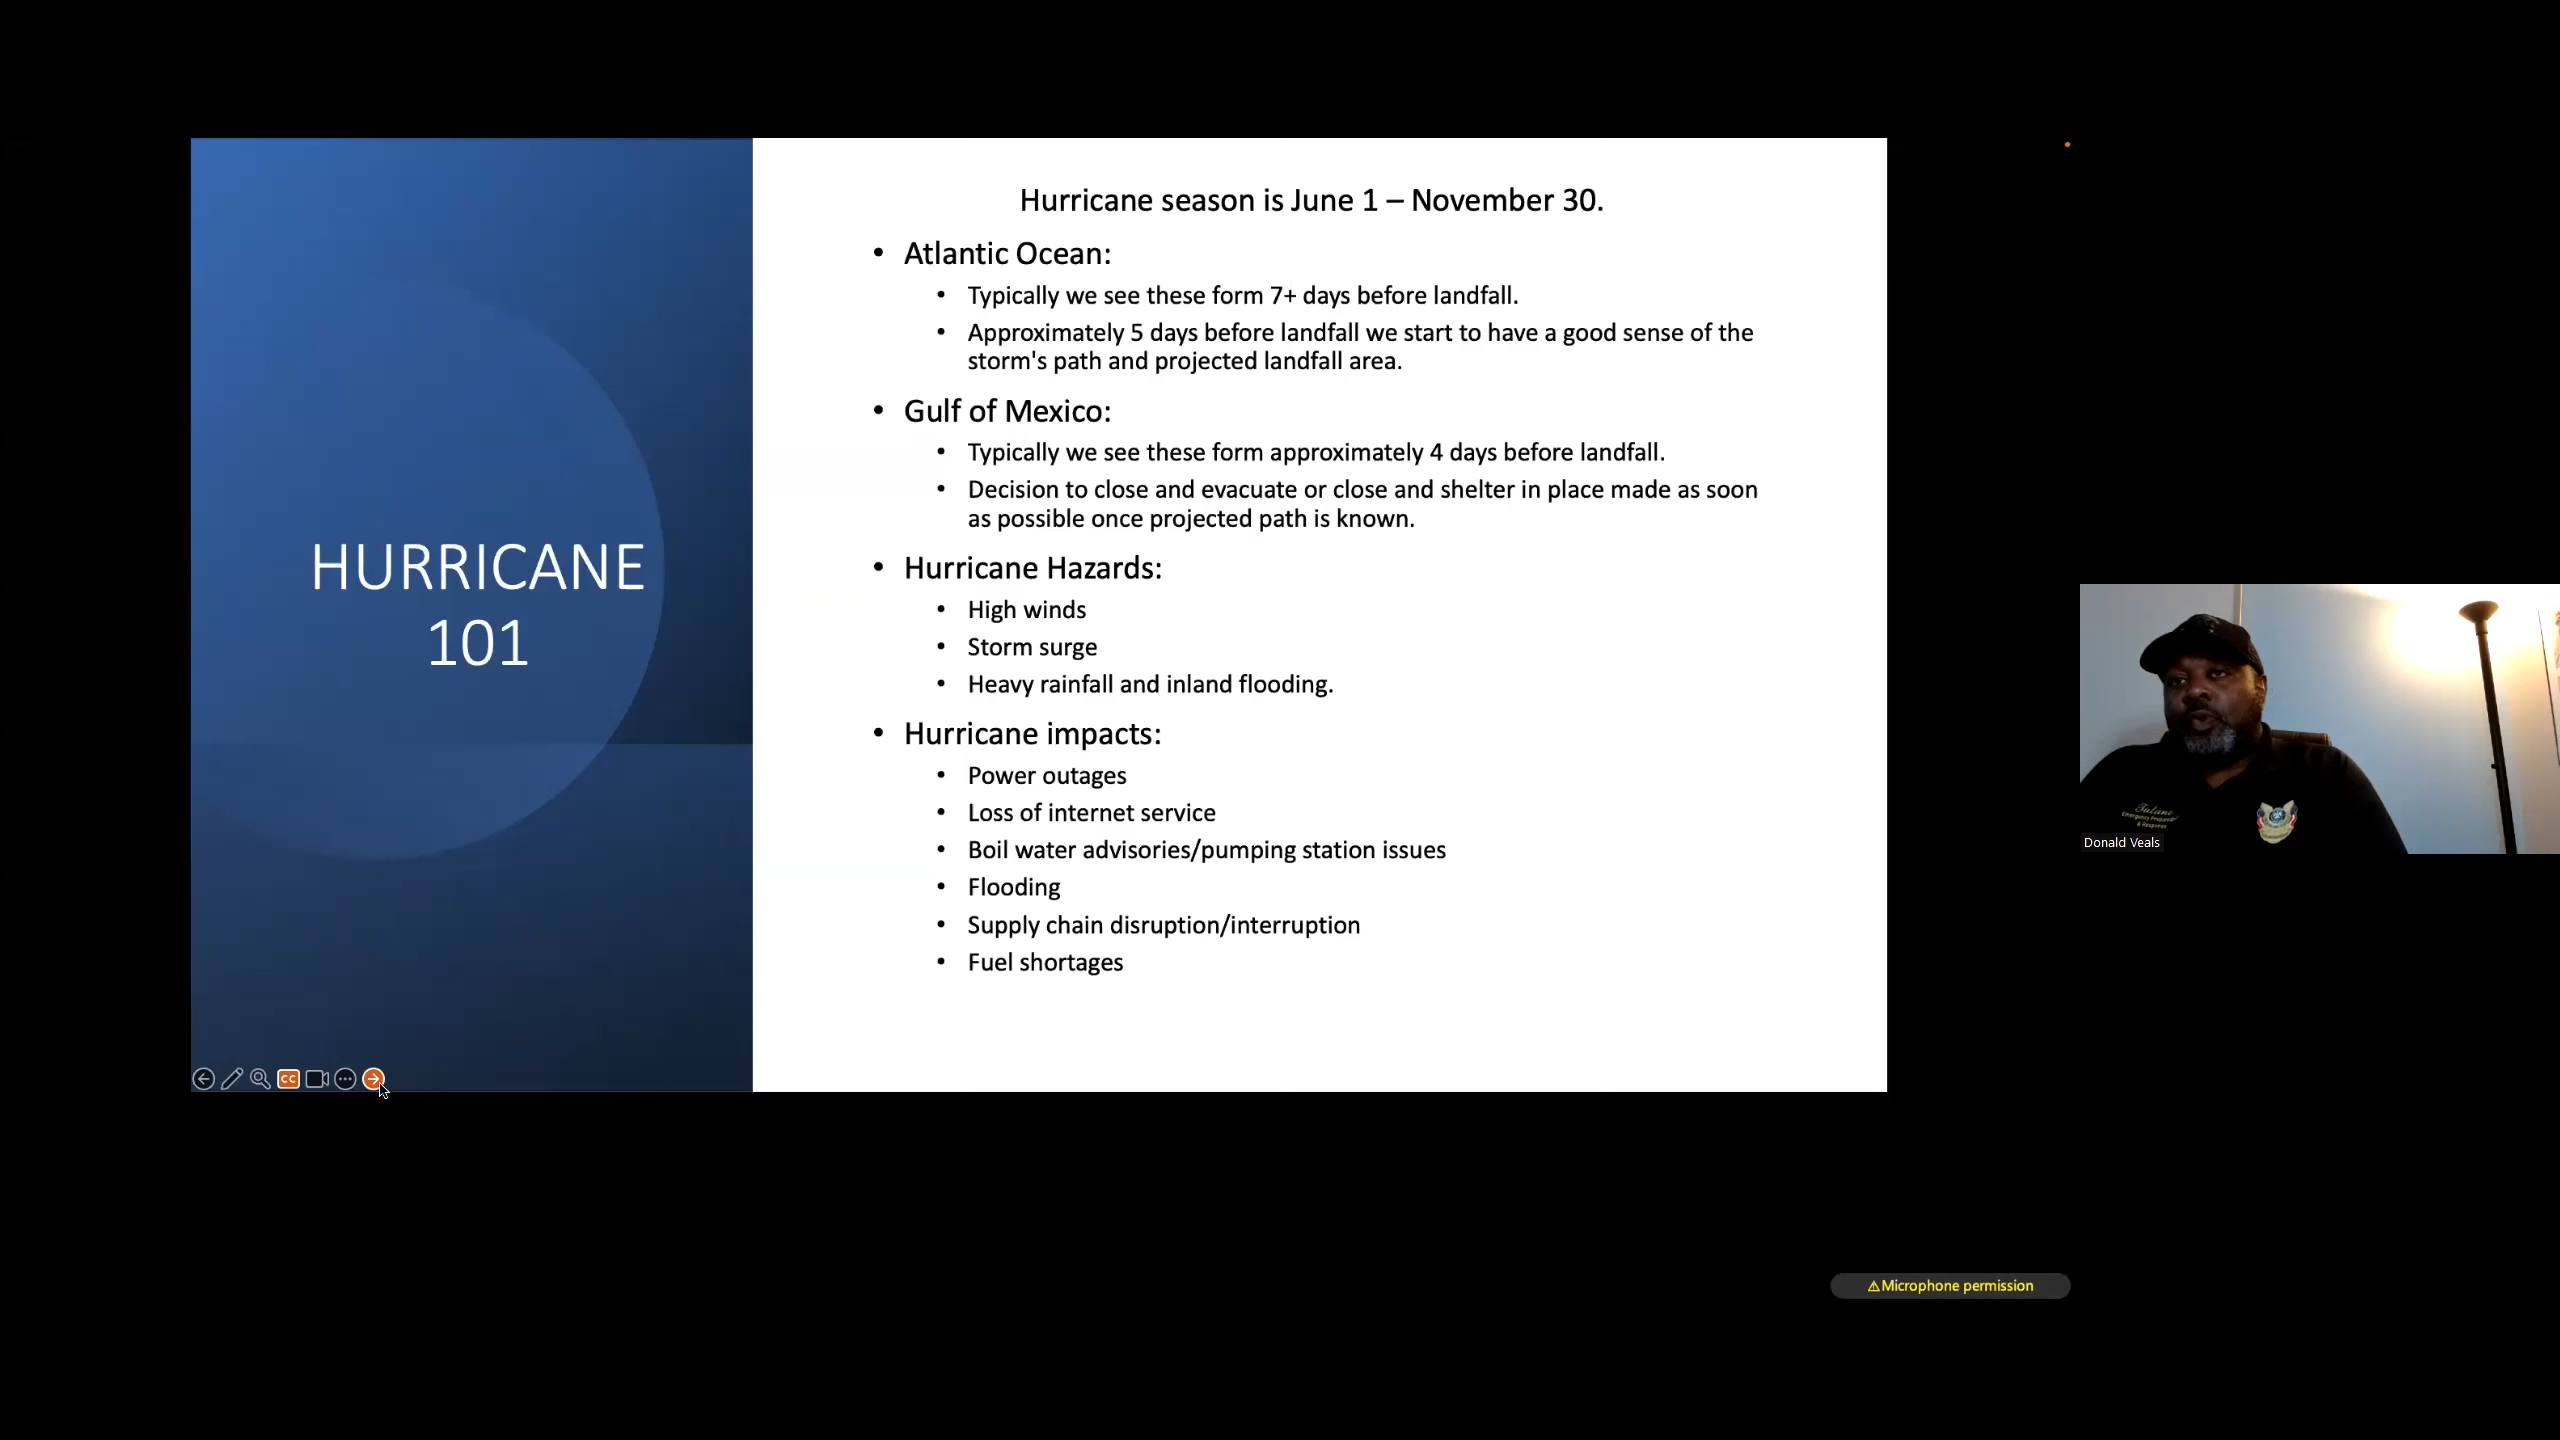 HURRICANE
101
Hurricane season is June 1 – November 30.
• Atlantic Ocean:
• Typically we see these form 7+ days before landfall.
• Approximately 5 days before landfall we start to have a good sense of the
storm's path and projected landfall area.
• Gulf of Mexico:
• Typically we see these form approximately 4 days before landfall.
• Decision to close and evacuate or close and shelter in place made as soon
as possible once projected path is known.
• Hurricane Hazards:
• High winds
• Storm surge
• Heavy rainfall and inland flooding.
• Hurricane impacts:
• Power outages
• Loss of internet service
• Boil water advisories/pumping station issues
• Flooding
• Supply chain disruption/interruption
• Fuel shortages
CC
Tulane
Emergency
& Response
Donald Veals
⚠Microphone permission